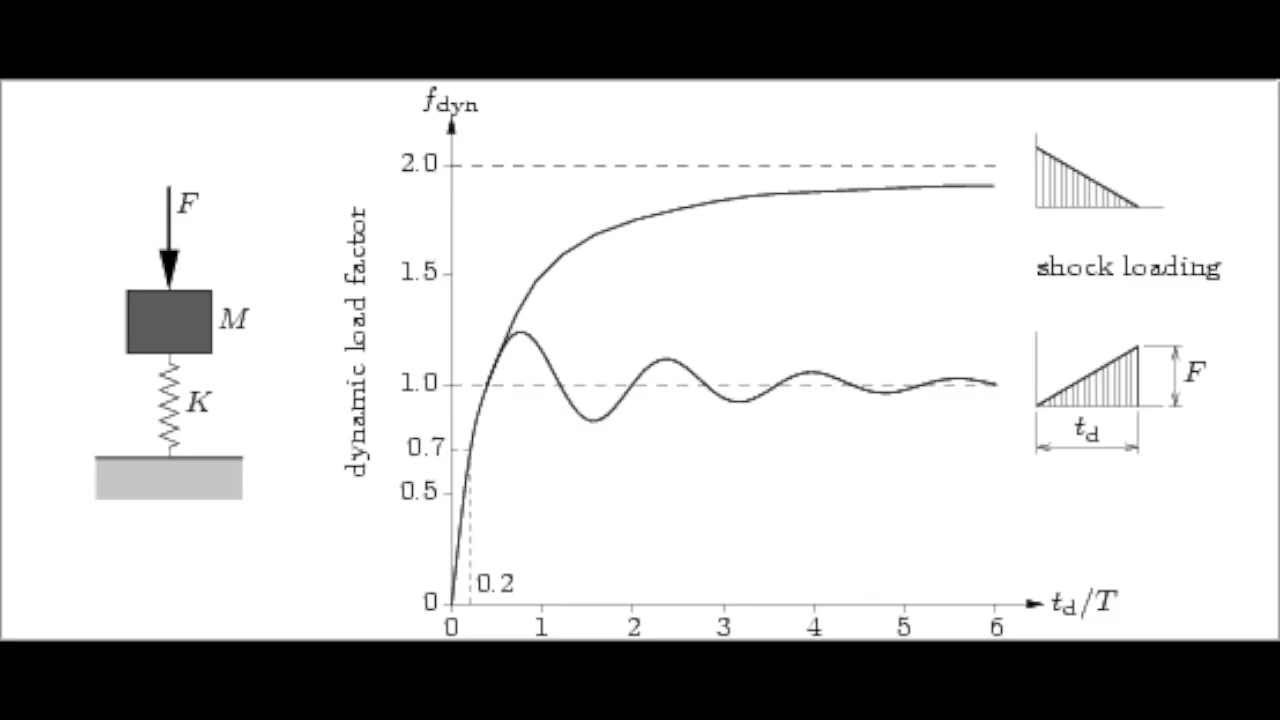 F
M
K
f_dyn
dynamic load factor
2.0
1.5
1.0
0.7
0.5
0
0.2
0 1 2 3 4 5 6
t_d/T
shock loading
F
t_d